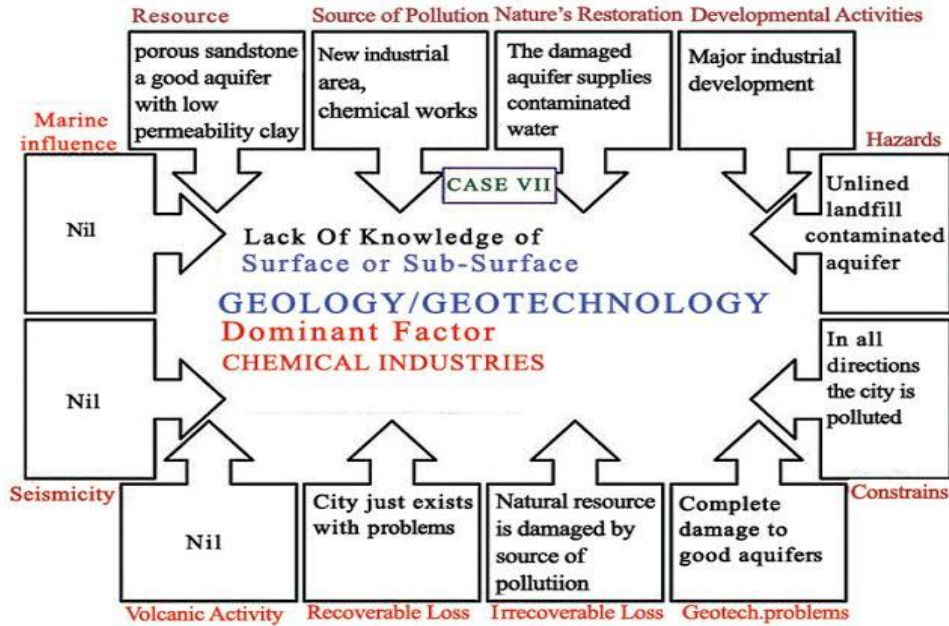 Resource
Source of Pollution
Nature's Restoration
Developmental Activities
porous sandstone
a good aquifer
with low
permeability clay
New industrial
area,
chemical works
The damaged
aquifer supplies
contaminated
water
Major industrial
development
Marine
influence
Nil
Hazards
Unlined
landfill
contaminated
aquifer
CASE VII
Lack Of Knowledge of
Surface or Sub-Surface
GEOLOGY/GEOTECHNOLOGY
Dominant Factor
CHEMICAL INDUSTRIES
Nil
Seismicity
In all
directions
the city is
polluted
Constrains
Nil
City just exists
with problems
Natural resource
is damaged by
source of
pollutiion
Complete
damage to
good aquifers
Volcanic Activity
Recoverable Loss
Irrecoverable Loss
Geotech.problems